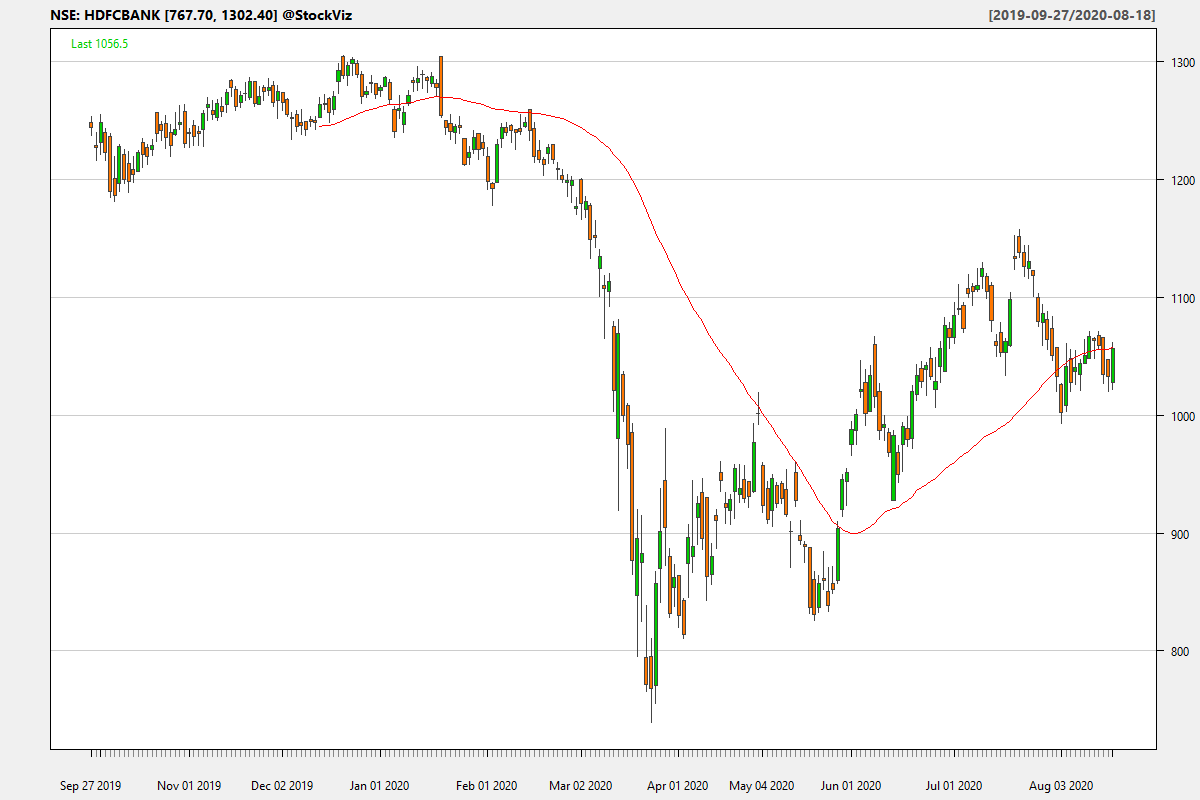 NSE: HDFCBANK [767.70, 1302.40] @StockViz [2019-09-27/2020-08-18]
Last 1056.5
1300
1200
1100
1000
900
800
Sep 27 2019 Nov 01 2019 Dec 02 2019 Jan 01 2020 Feb 01 2020 Mar 02 2020 Apr 01 2020 May 04 2020 Jun 01 2020 Jul 01 2020 Aug 03 2020